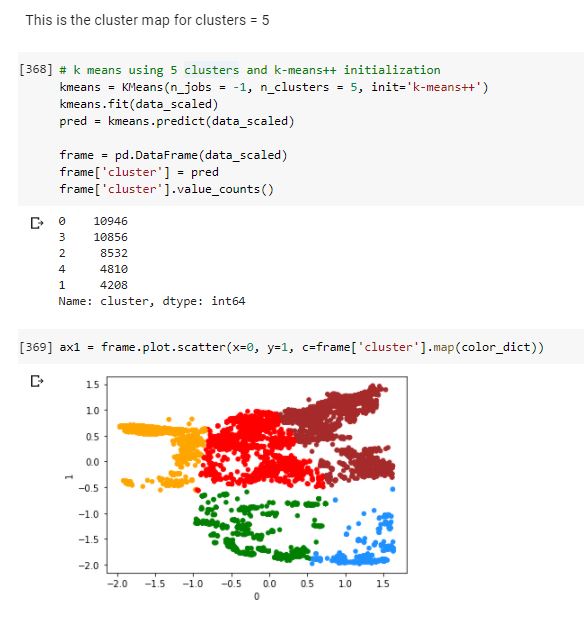 This is the cluster map for clusters = 5
[368] # k means using 5 clusters and k-means++ initialization
kmeans = KMeans(n_jobs = -1, n_clusters = 5, init='k-means++')
kmeans.fit(data_scaled)
pred = kmeans.predict(data_scaled)
frame = pd.DataFrame(data_scaled)
frame['cluster'] = pred
frame['cluster'].value_counts()
0 10946
3 10856
2 8532
4 4810
1 4208
Name: cluster, dtype: int64
[369] ax1 = frame.plot.scatter(x=0, y=1, c=frame['cluster'].map(color_dict))
1.5
1.0
0.5
0.0
−0.5
−1.0
−1.5
−2.0
1
−2.0 −1.5 −1.0 −0.5 0.0 0.5 1.0 1.5
0